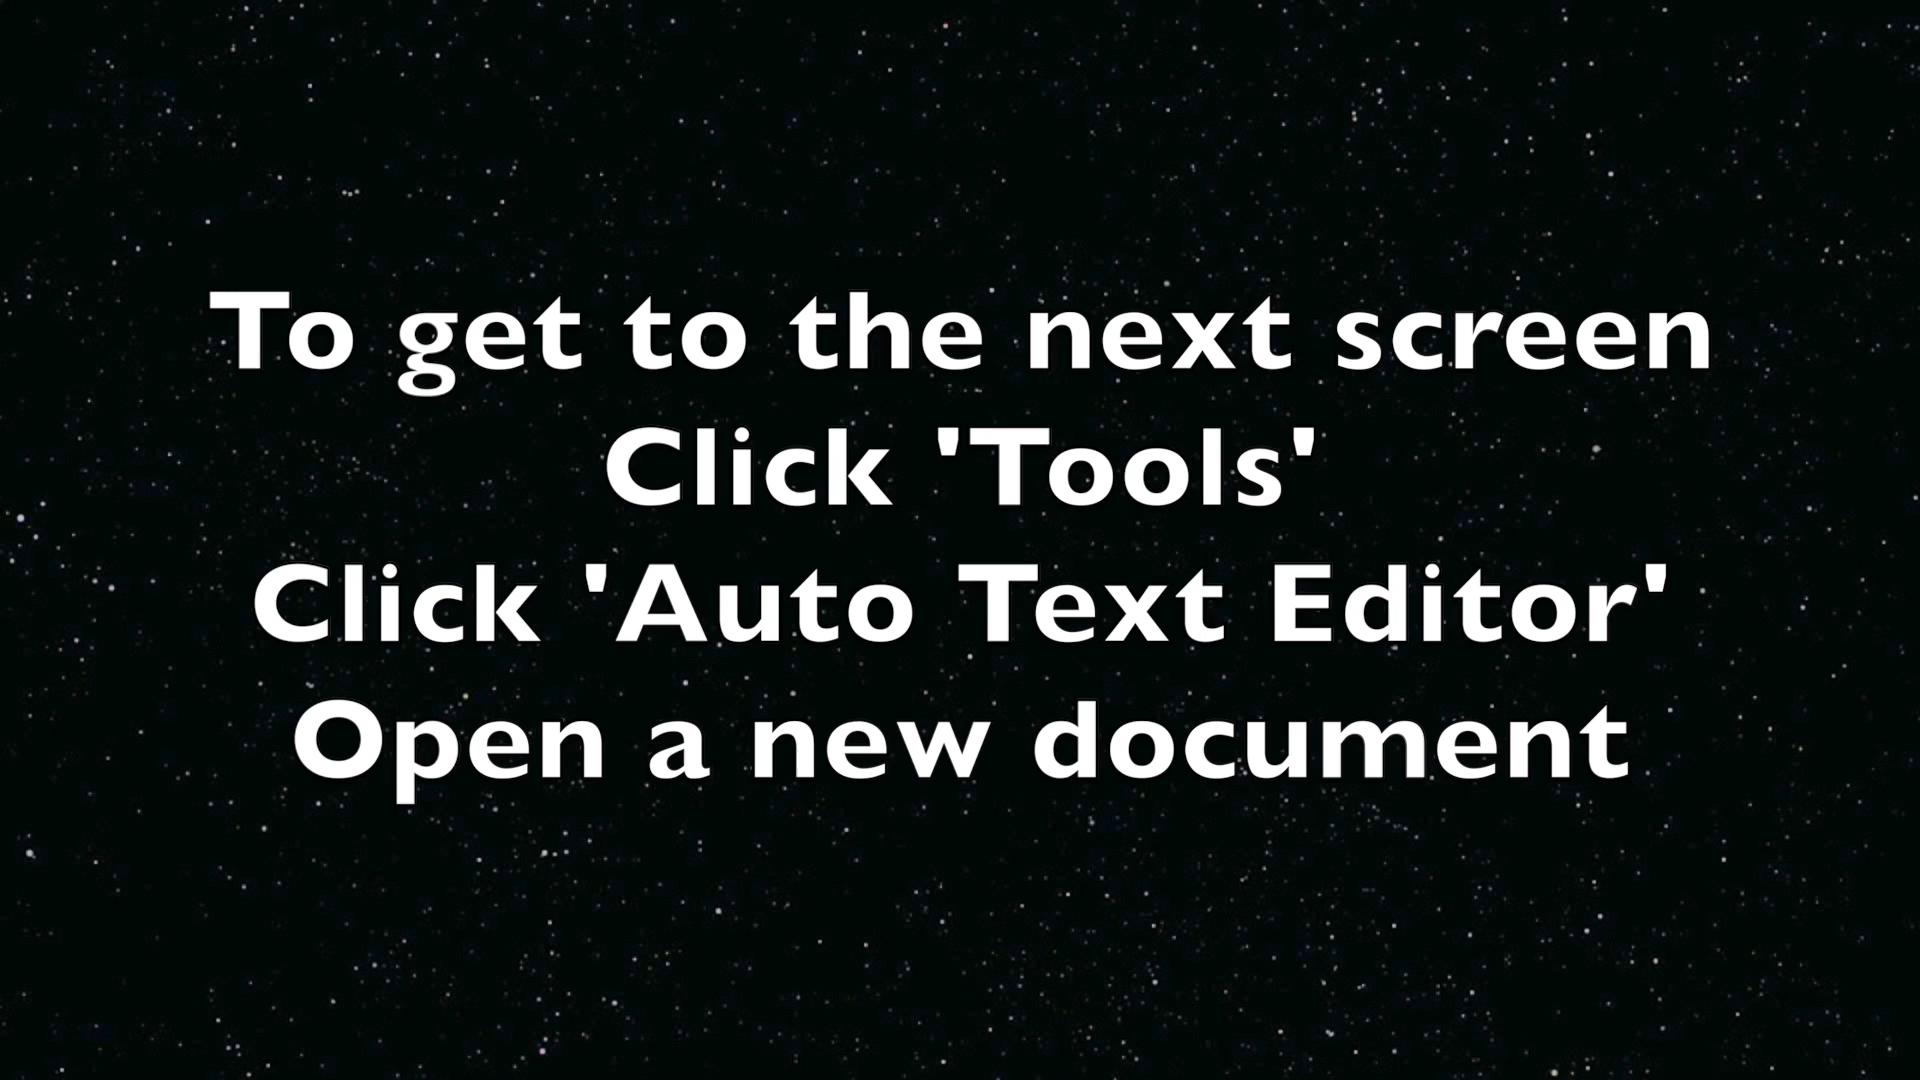 To get to the next screen
Click 'Tools'
Click 'Auto Text Editor'
Open a new document